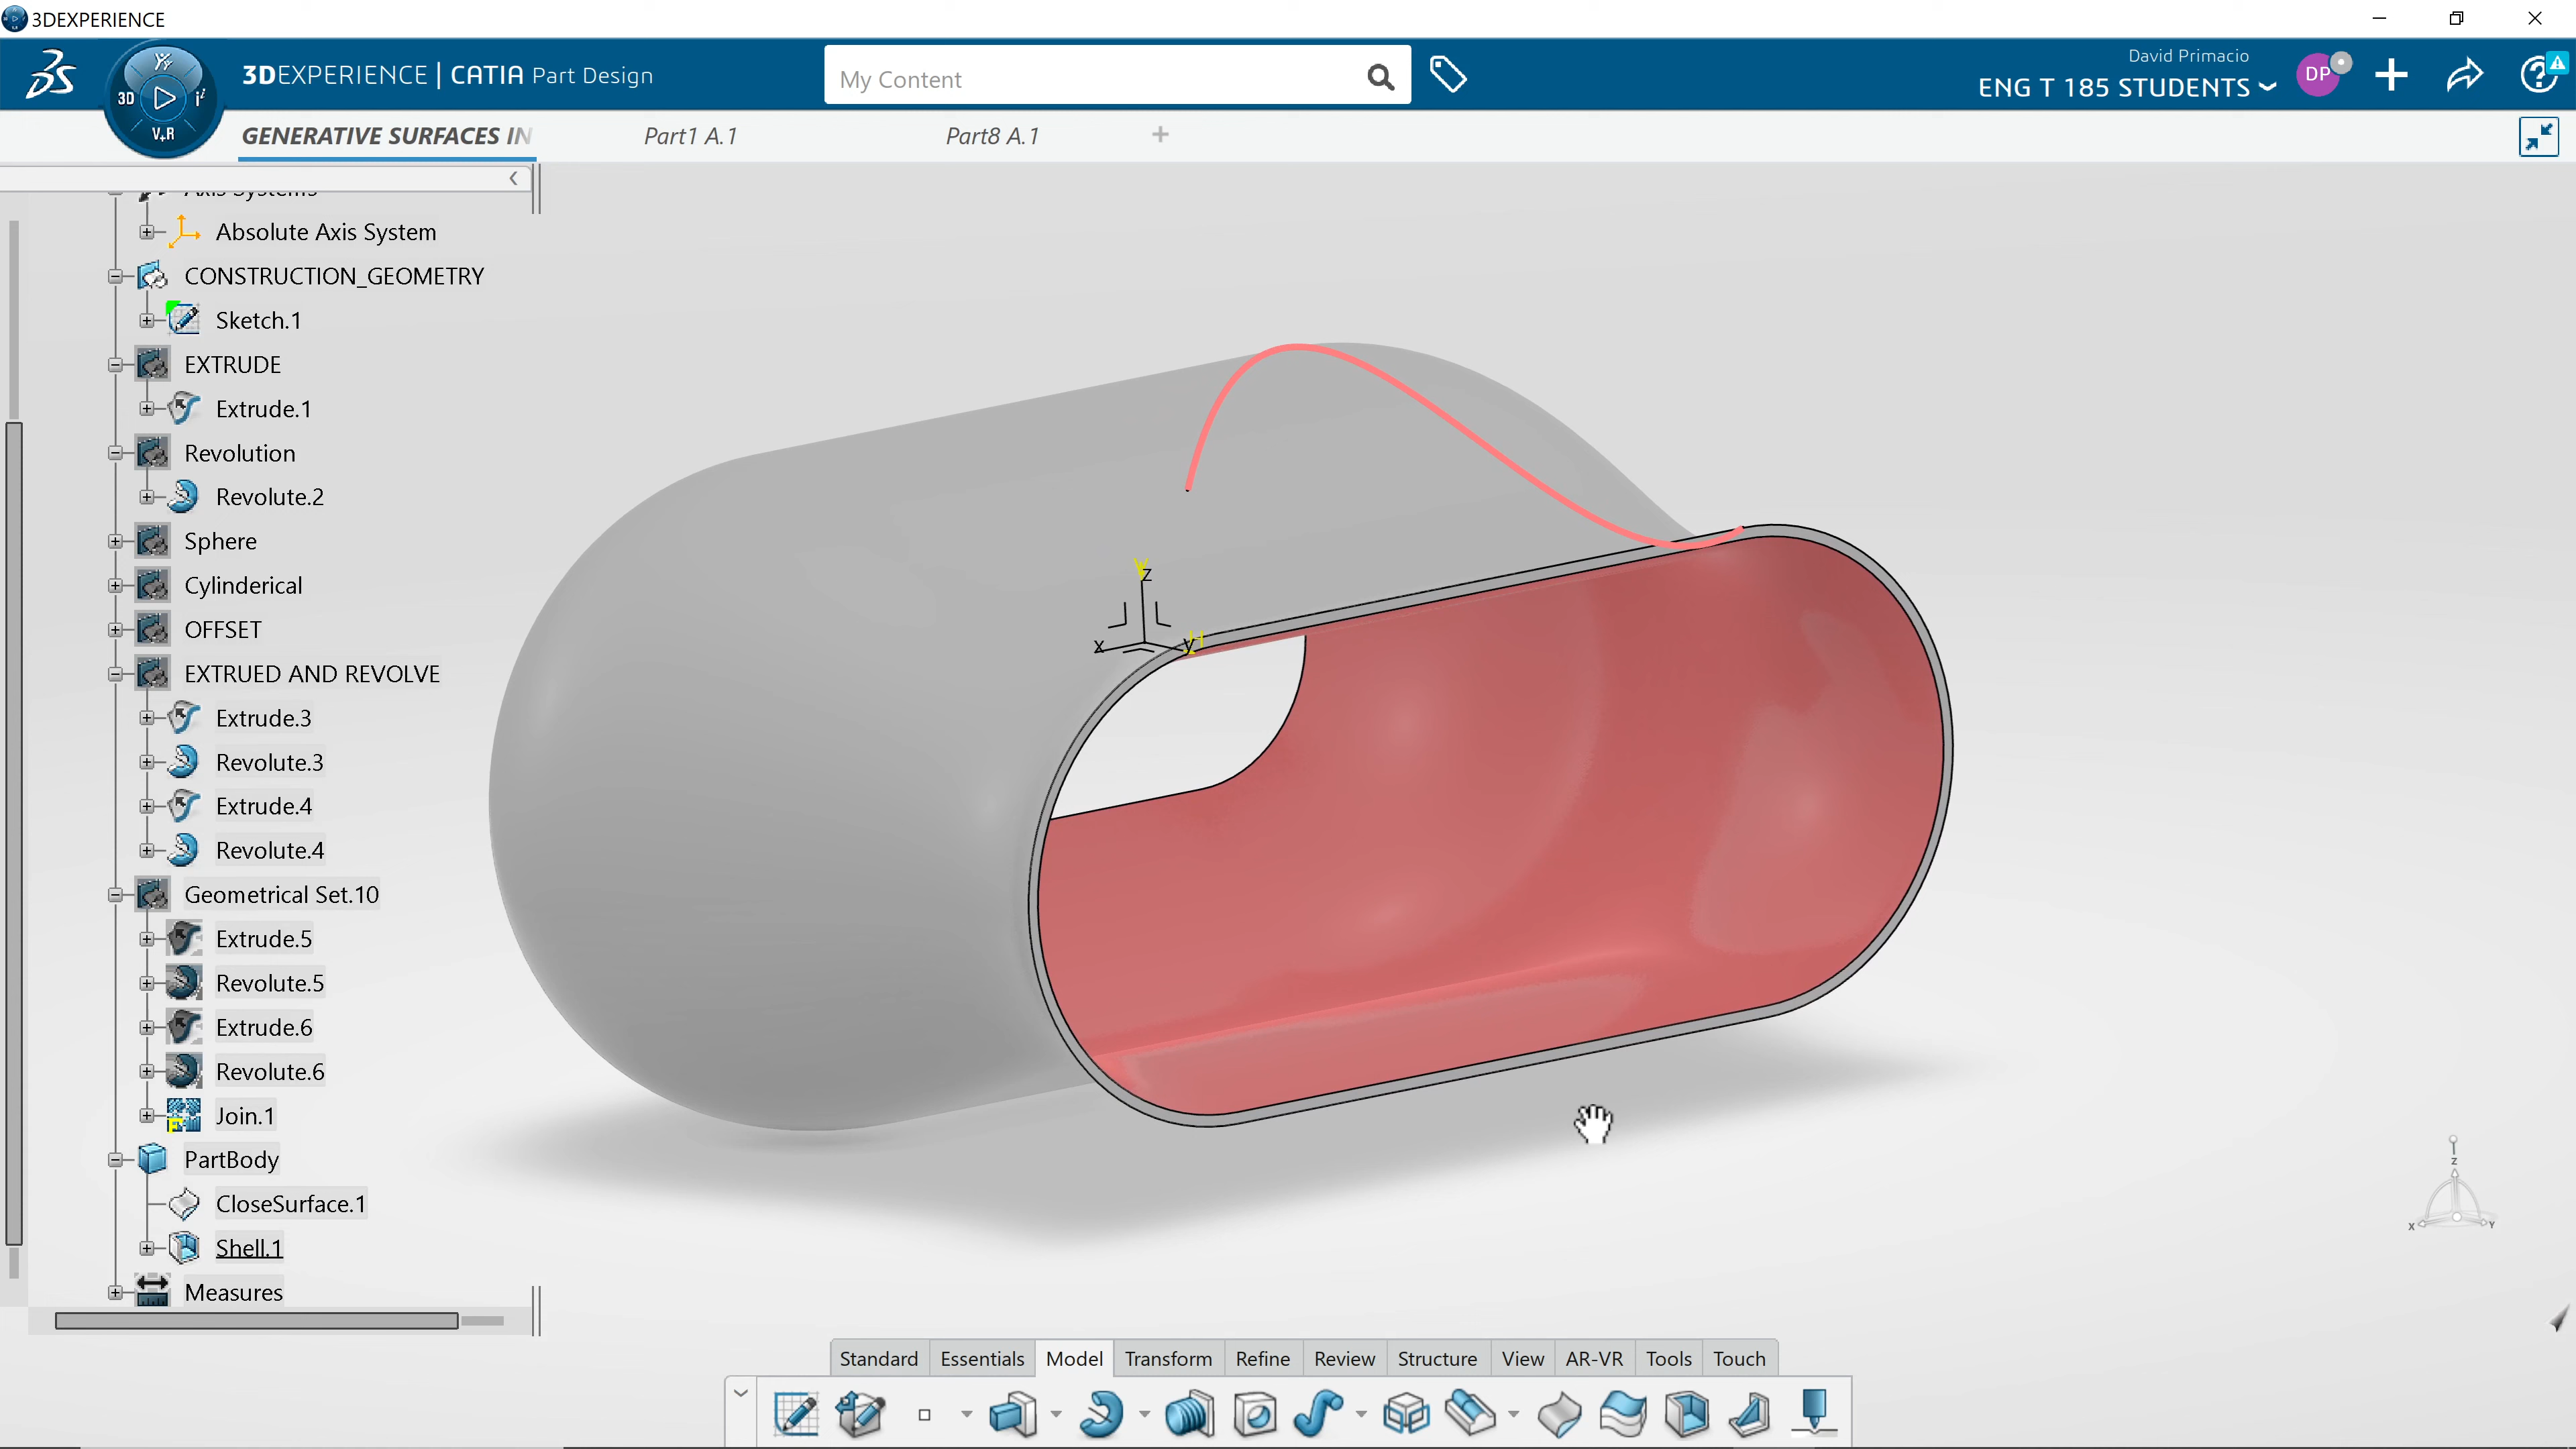 3DEXPERIENCE
3DEXPERIENCE | CATIA Part Design
3D
V+R
My Content
David Primacio
ENG T 185 STUDENTS
DP
GENERATIVE SURFACES IN
Part1 A.1
Part8 A.1
Axis Systems
Absolute Axis System
CONSTRUCTION_GEOMETRY
Sketch.1
EXTRUDE
Extrude.1
Revolution
Revolute.2
Sphere
Cylinderical
OFFSET
EXTRUED AND REVOLVE
Extrude.3
Revolute.3
Extrude.4
Revolute.4
Geometrical Set.10
Extrude.5
Revolute.5
Extrude.6
Revolute.6
Join.1
PartBody
CloseSurface.1
Shell.1
Measures
V
z
x
y
H
z
x
y
Standard
Essentials
Model
Transform
Refine
Review
Structure
View
AR-VR
Tools
Touch